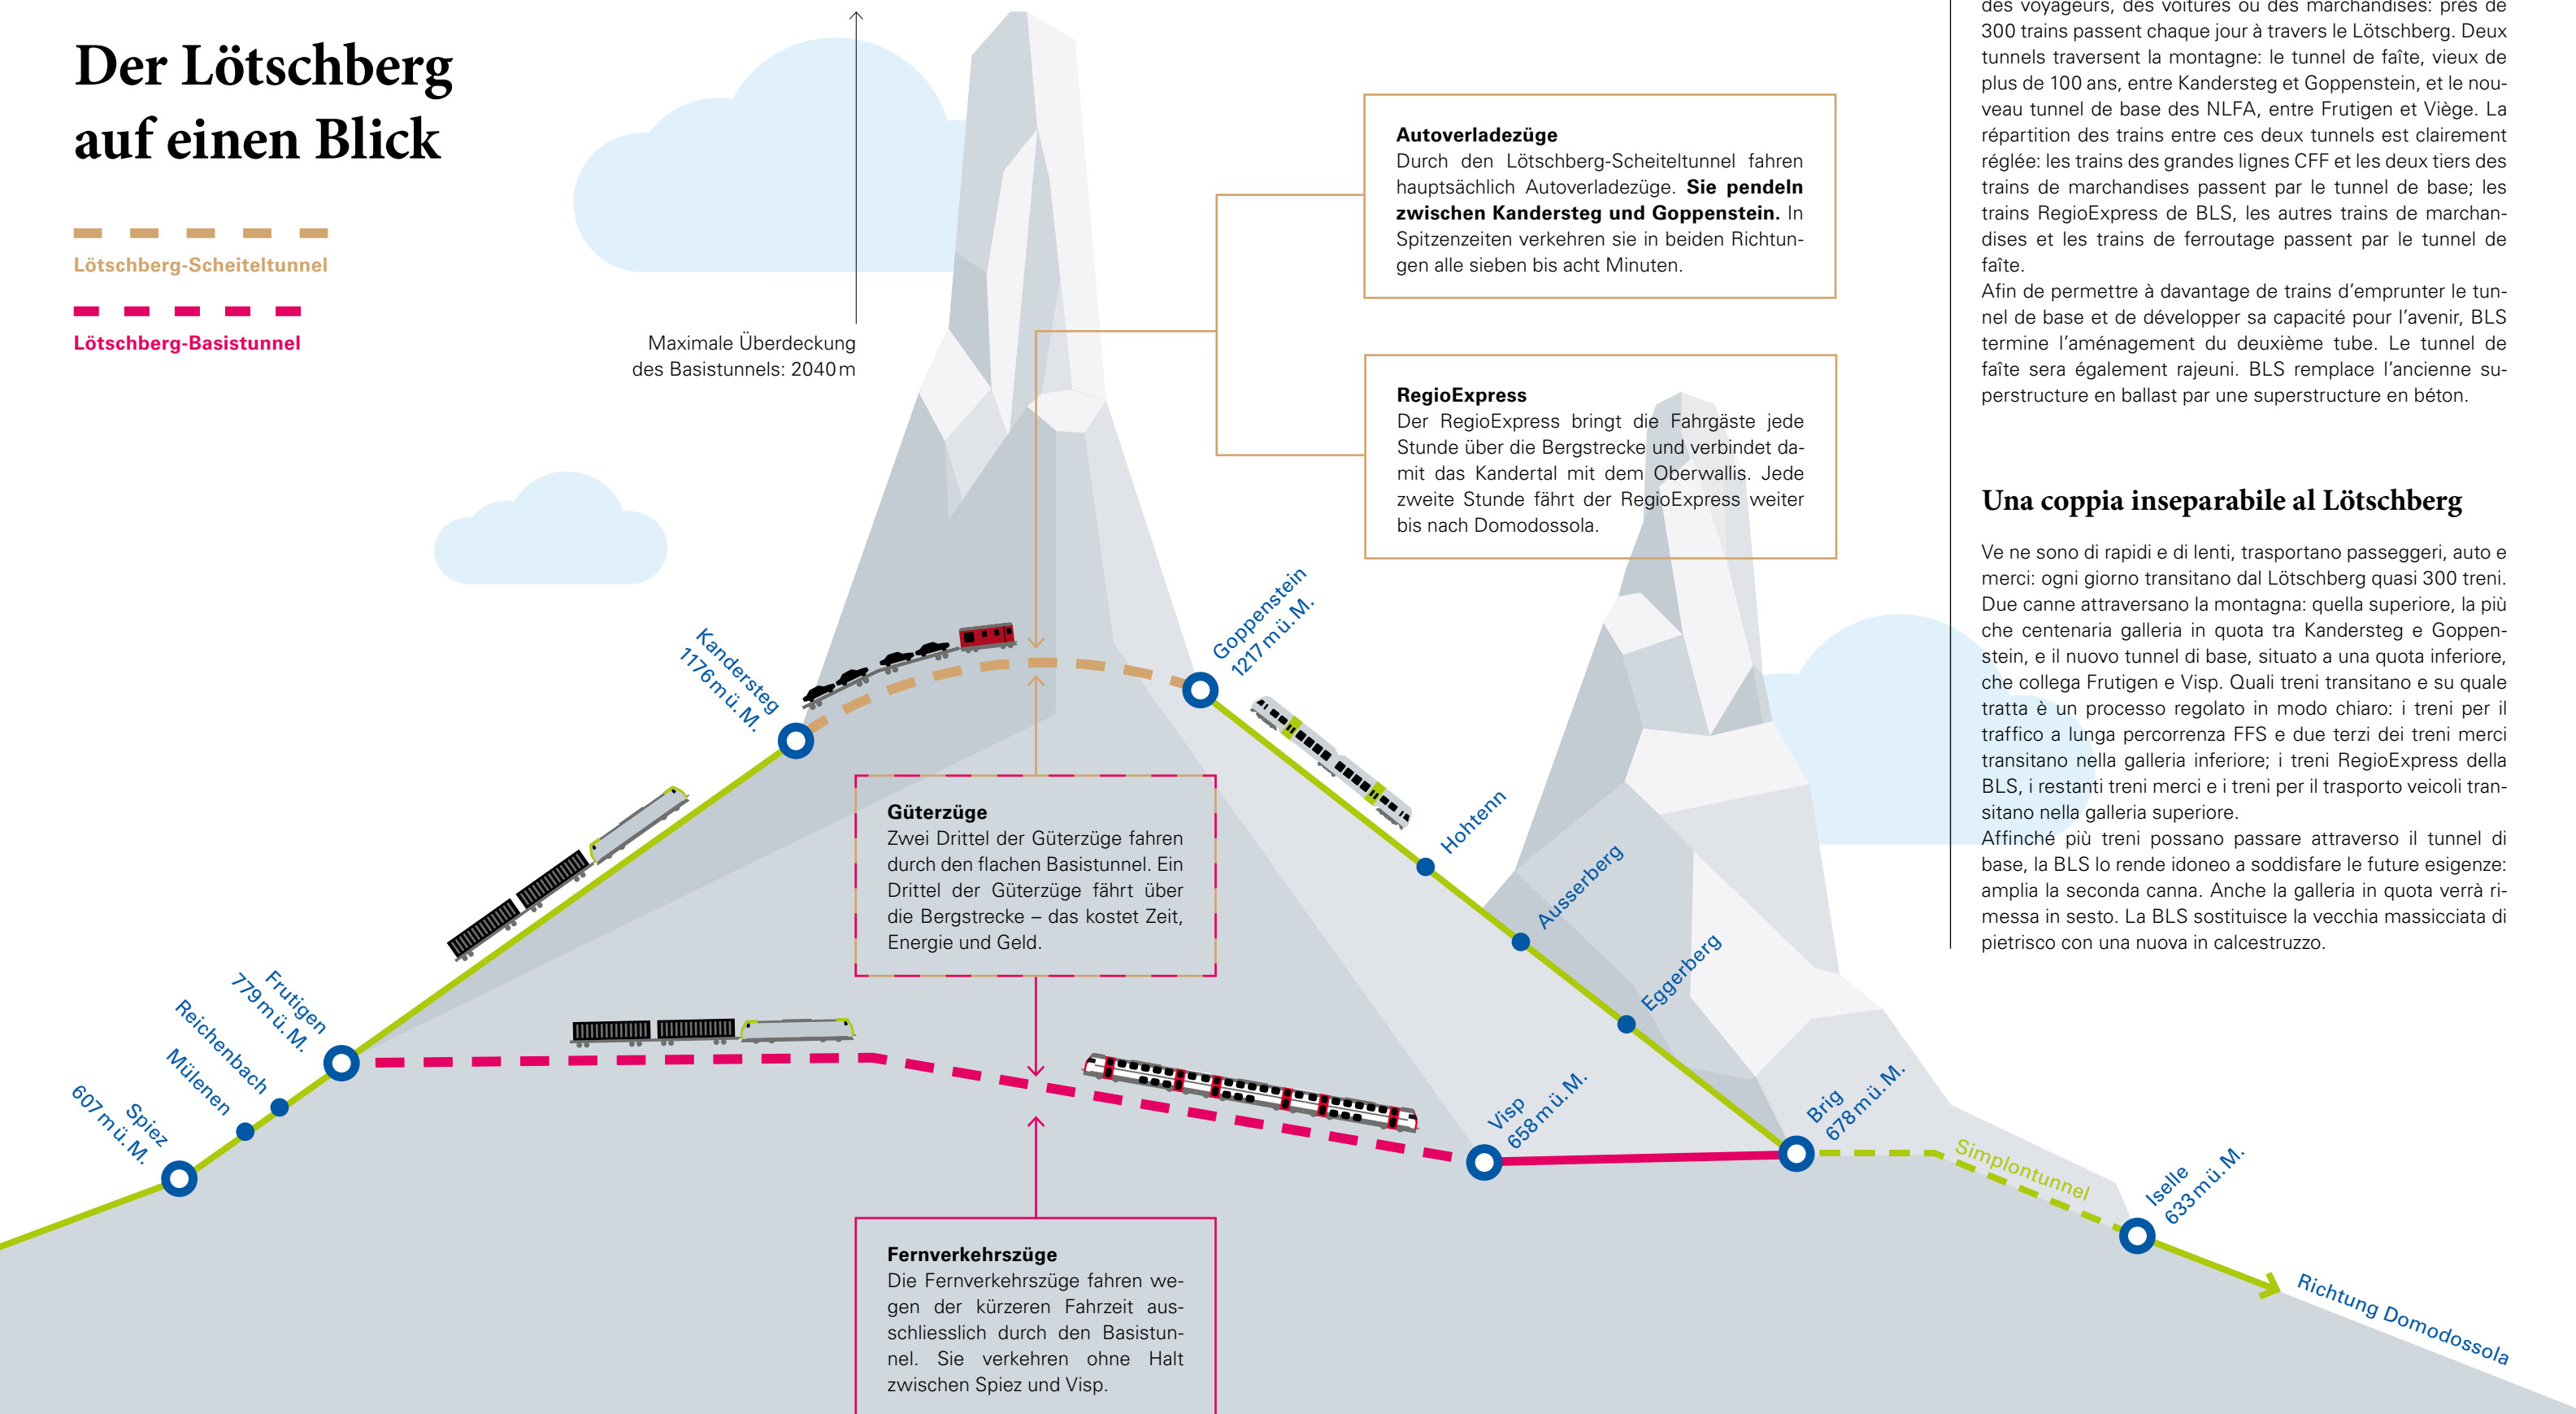 Der Lötschberg
auf einen Blick
Lötschberg-Scheiteltunnel
Lötschberg-Basistunnel
Maximale Überdeckung
des Basistunnels: 2040 m
Autoverladezüge
Durch den Lötschberg-Scheiteltunnel fahren
hauptsächlich Autoverladezüge. Sie pendeln
zwischen Kandersteg und Goppenstein. In
Spitzenzeiten verkehren sie in beiden Richtun-
gen alle sieben bis acht Minuten.
RegioExpress
Der RegioExpress bringt die Fahrgäste jede
Stunde über die Bergstrecke und verbindet da-
mit das Kandertal mit dem Oberwallis. Jede
zweite Stunde fährt der RegioExpress weiter
bis nach Domodossola.
Kandersteg
1176 m ü. M.
Goppenstein
1217 m ü. M.
Güterzüge
Zwei Drittel der Güterzüge fahren
durch den flachen Basistunnel. Ein
Drittel der Güterzüge fährt über
die Bergstrecke – das kostet Zeit,
Energie und Geld.
Hohtenn
Ausserberg
Eggerberg
Frutigen
779 m ü. M.
Reichenbach
Mülenen
Spiez
607 m ü. M.
Visp
658 m ü. M.
Brig
678 m ü. M.
Simplontunnel
Iselle
633 m ü. M.
Richtung Domodossola
Fernverkehrszüge
Die Fernverkehrszüge fahren we-
gen der kürzeren Fahrzeit aus-
schliesslich durch den Basistun-
nel. Sie verkehren ohne Halt
zwischen Spiez und Visp.
des voyageurs, des voitures ou des marchandises: près de
300 trains passent chaque jour à travers le Lötschberg. Deux
tunnels traversent la montagne: le tunnel de faîte, vieux de
plus de 100 ans, entre Kandersteg et Goppenstein, et le nou-
veau tunnel de base des NLFA, entre Frutigen et Viège. La
répartition des trains entre ces deux tunnels est clairement
réglée: les trains des grandes lignes CFF et les deux tiers des
trains de marchandises passent par le tunnel de base; les
trains RegioExpress de BLS, les autres trains de marchan-
dises et les trains de ferroutage passent par le tunnel de
faîte.
Afin de permettre à davantage de trains d’emprunter le tun-
nel de base et de développer sa capacité pour l’avenir, BLS
termine l’aménagement du deuxième tube. Le tunnel de
faîte sera également rajeuni. BLS remplace l’ancienne su-
perstructure en ballast par une superstructure en béton.
Una coppia inseparabile al Lötschberg
Ve ne sono di rapidi e di lenti, trasportano passeggeri, auto e
merci: ogni giorno transitano dal Lötschberg quasi 300 treni.
Due canne attraversano la montagna: quella superiore, la più
che centenaria galleria in quota tra Kandersteg e Goppen-
stein, e il nuovo tunnel di base, situato a una quota inferiore,
che collega Frutigen e Visp. Quali treni transitano e su quale
tratta è un processo regolato in modo chiaro: i treni per il
traffico a lunga percorrenza FFS e due terzi dei treni merci
transitano nella galleria inferiore; i treni RegioExpress della
BLS, i restanti treni merci e i treni per il trasporto veicoli tran-
sitano nella galleria superiore.
Affinché più treni possano passare attraverso il tunnel di
base, la BLS lo rende idoneo a soddisfare le future esigenze:
amplia la seconda canna. Anche la galleria in quota verrà ri-
messa in sesto. La BLS sostituisce la vecchia massicciata di
pietrisco con una nuova in calcestruzzo.